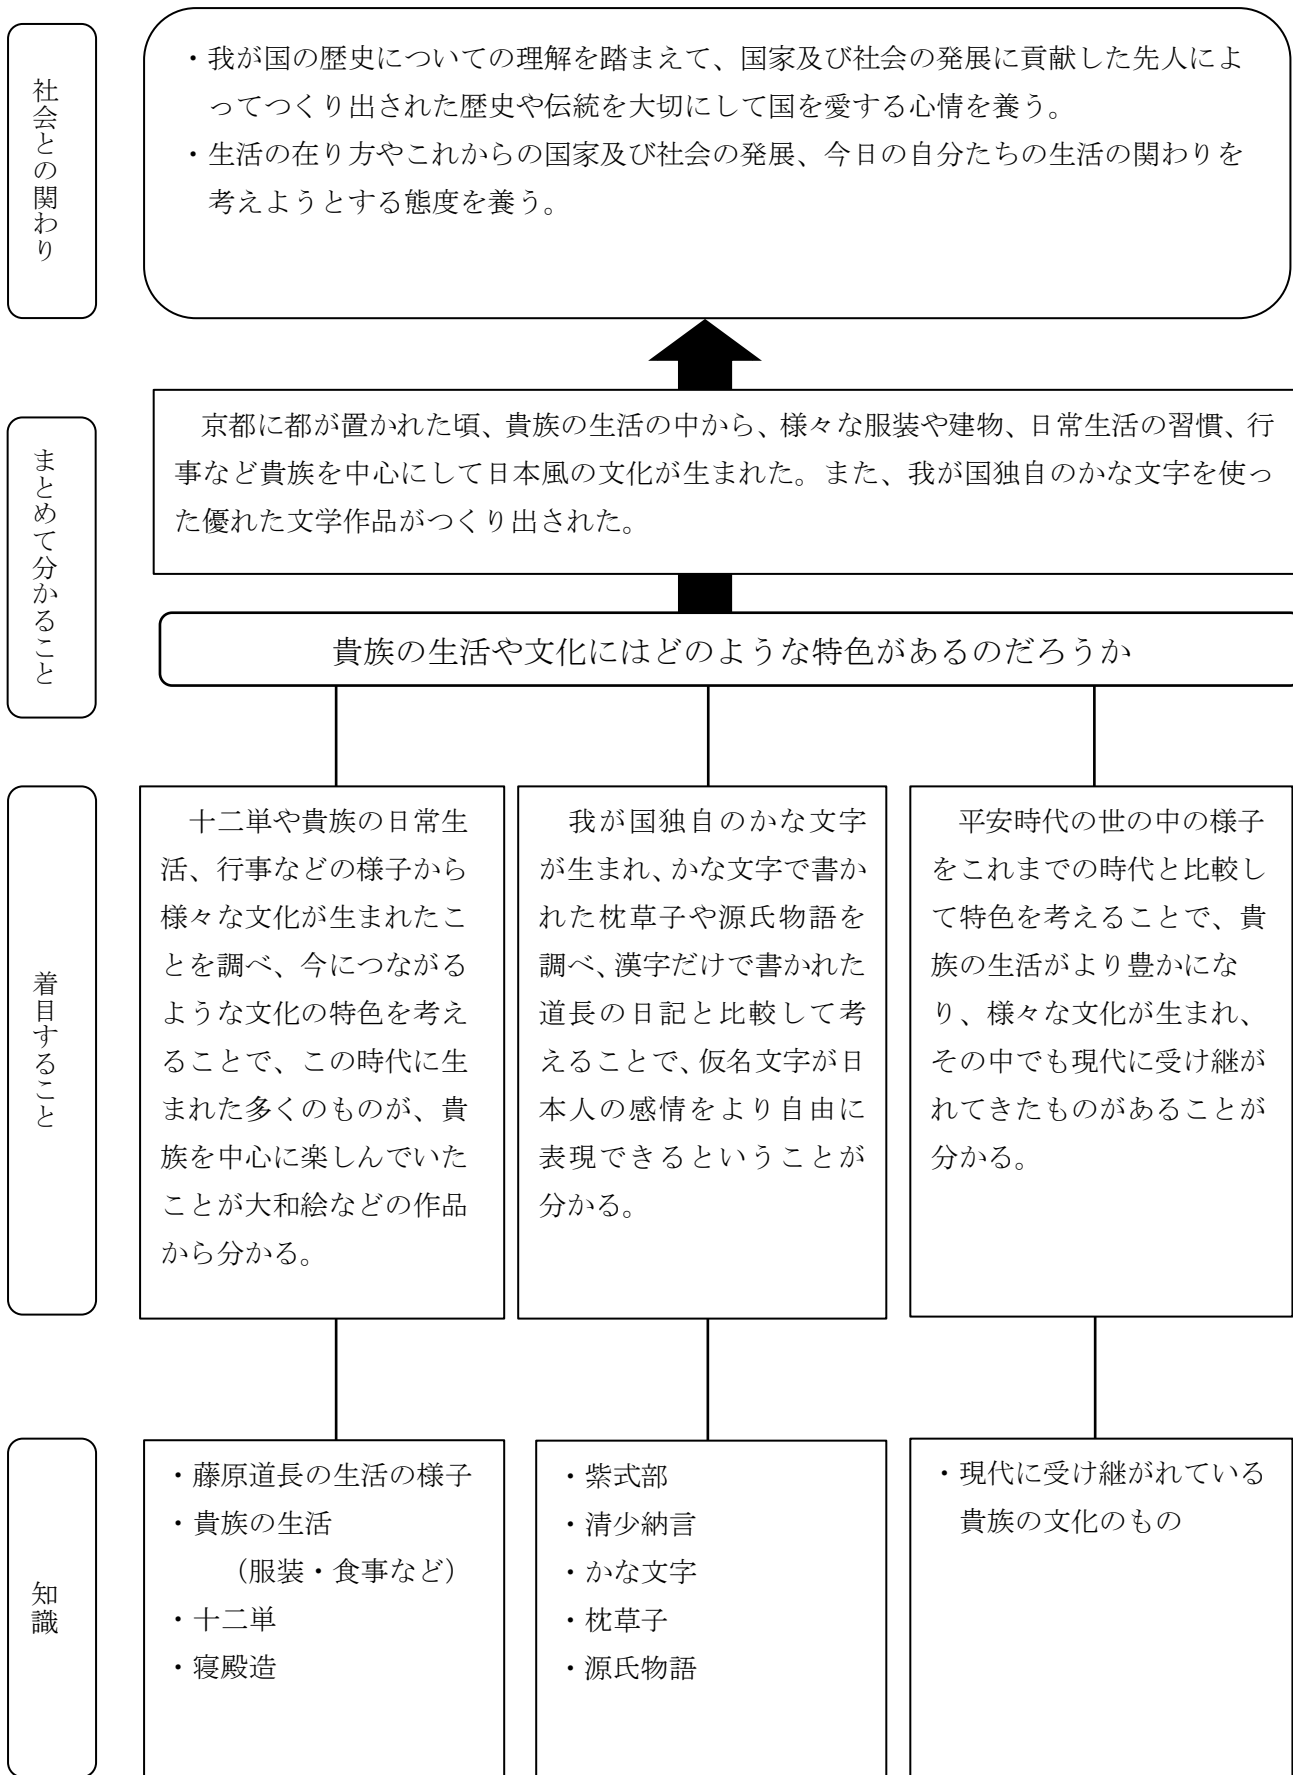 社会との関わり
・我が国の歴史についての理解を踏まえて、国家及び社会の発展に貢献した先人によ
ってつくり出された歴史や伝統を大切にして国を愛する心情を養う。
・生活の在り方やこれからの国家及び社会の発展、今日の自分たちの生活の関わりを
考えようとする態度を養う。
まとめて分かること
京都に都が置かれた頃、貴族の生活の中から、様々な服装や建物、日常生活の習慣、行
事など貴族を中心にして日本風の文化が生まれた。また、我が国独自のかな文字を使っ
た優れた文学作品がつくり出された。
貴族の生活や文化にはどのような特色があるのだろうか
着目すること
十二単や貴族の日常生
活、行事などの様子から
様々な文化が生まれたこ
とを調べ、今につながる
ような文化の特色を考え
ることで、この時代に生
まれた多くのものが、貴
族を中心に楽しんでいた
ことが大和絵などの作品
から分かる。
我が国独自のかな文字
が生まれ、かな文字で書か
れた枕草子や源氏物語を
調べ、漢字だけで書かれた
道長の日記と比較して考
えることで、仮名文字が日
本人の感情をより自由に
表現できるということが
分かる。
平安時代の世の中の様子
をこれまでの時代と比較し
て特色を考えることで、貴
族の生活がより豊かにな
り、様々な文化が生まれ、
その中でも現代に受け継が
れてきたものがあることが
分かる。
知識
・藤原道長の生活の様子
・貴族の生活
（服装・食事など）
・十二単
・寝殿造
・紫式部
・清少納言
・かな文字
・枕草子
・源氏物語
・現代に受け継がれている
貴族の文化のもの